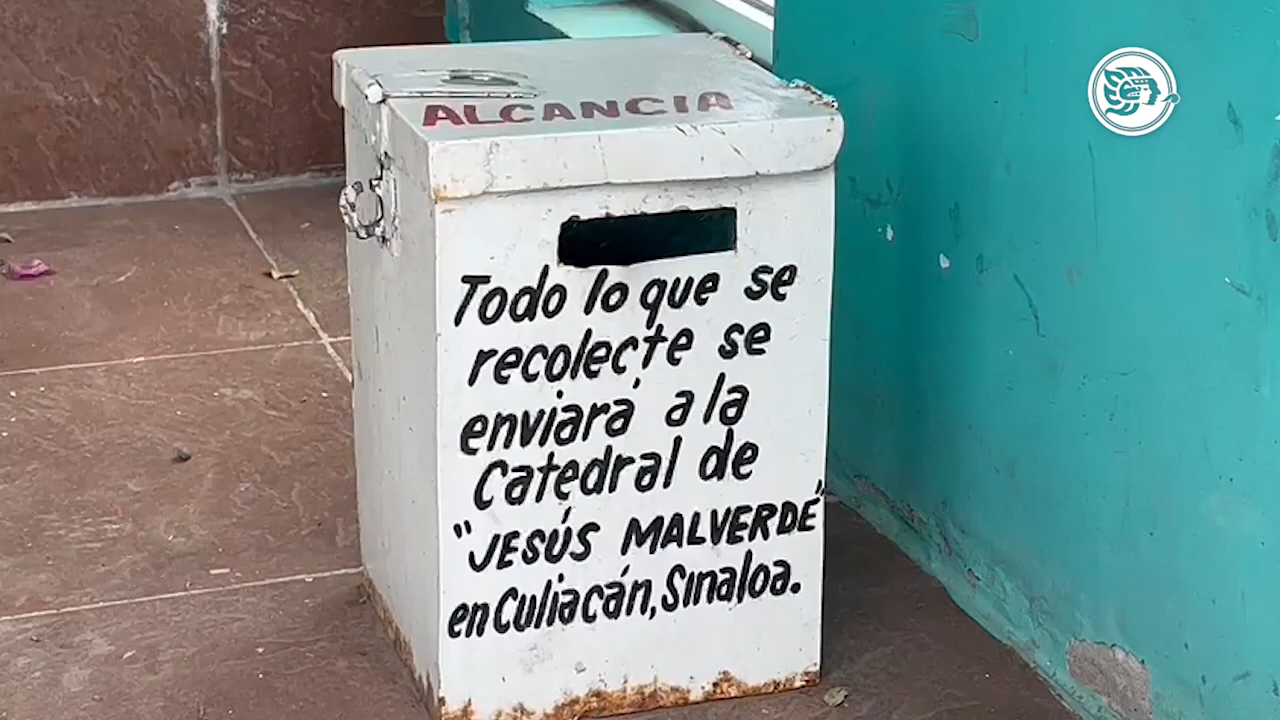 ALCANCIA
Todo lo que se
recolecte se
enviará a la
Catedral de
"JESÚS MALVERDE"
en Culiacán, Sinaloa.